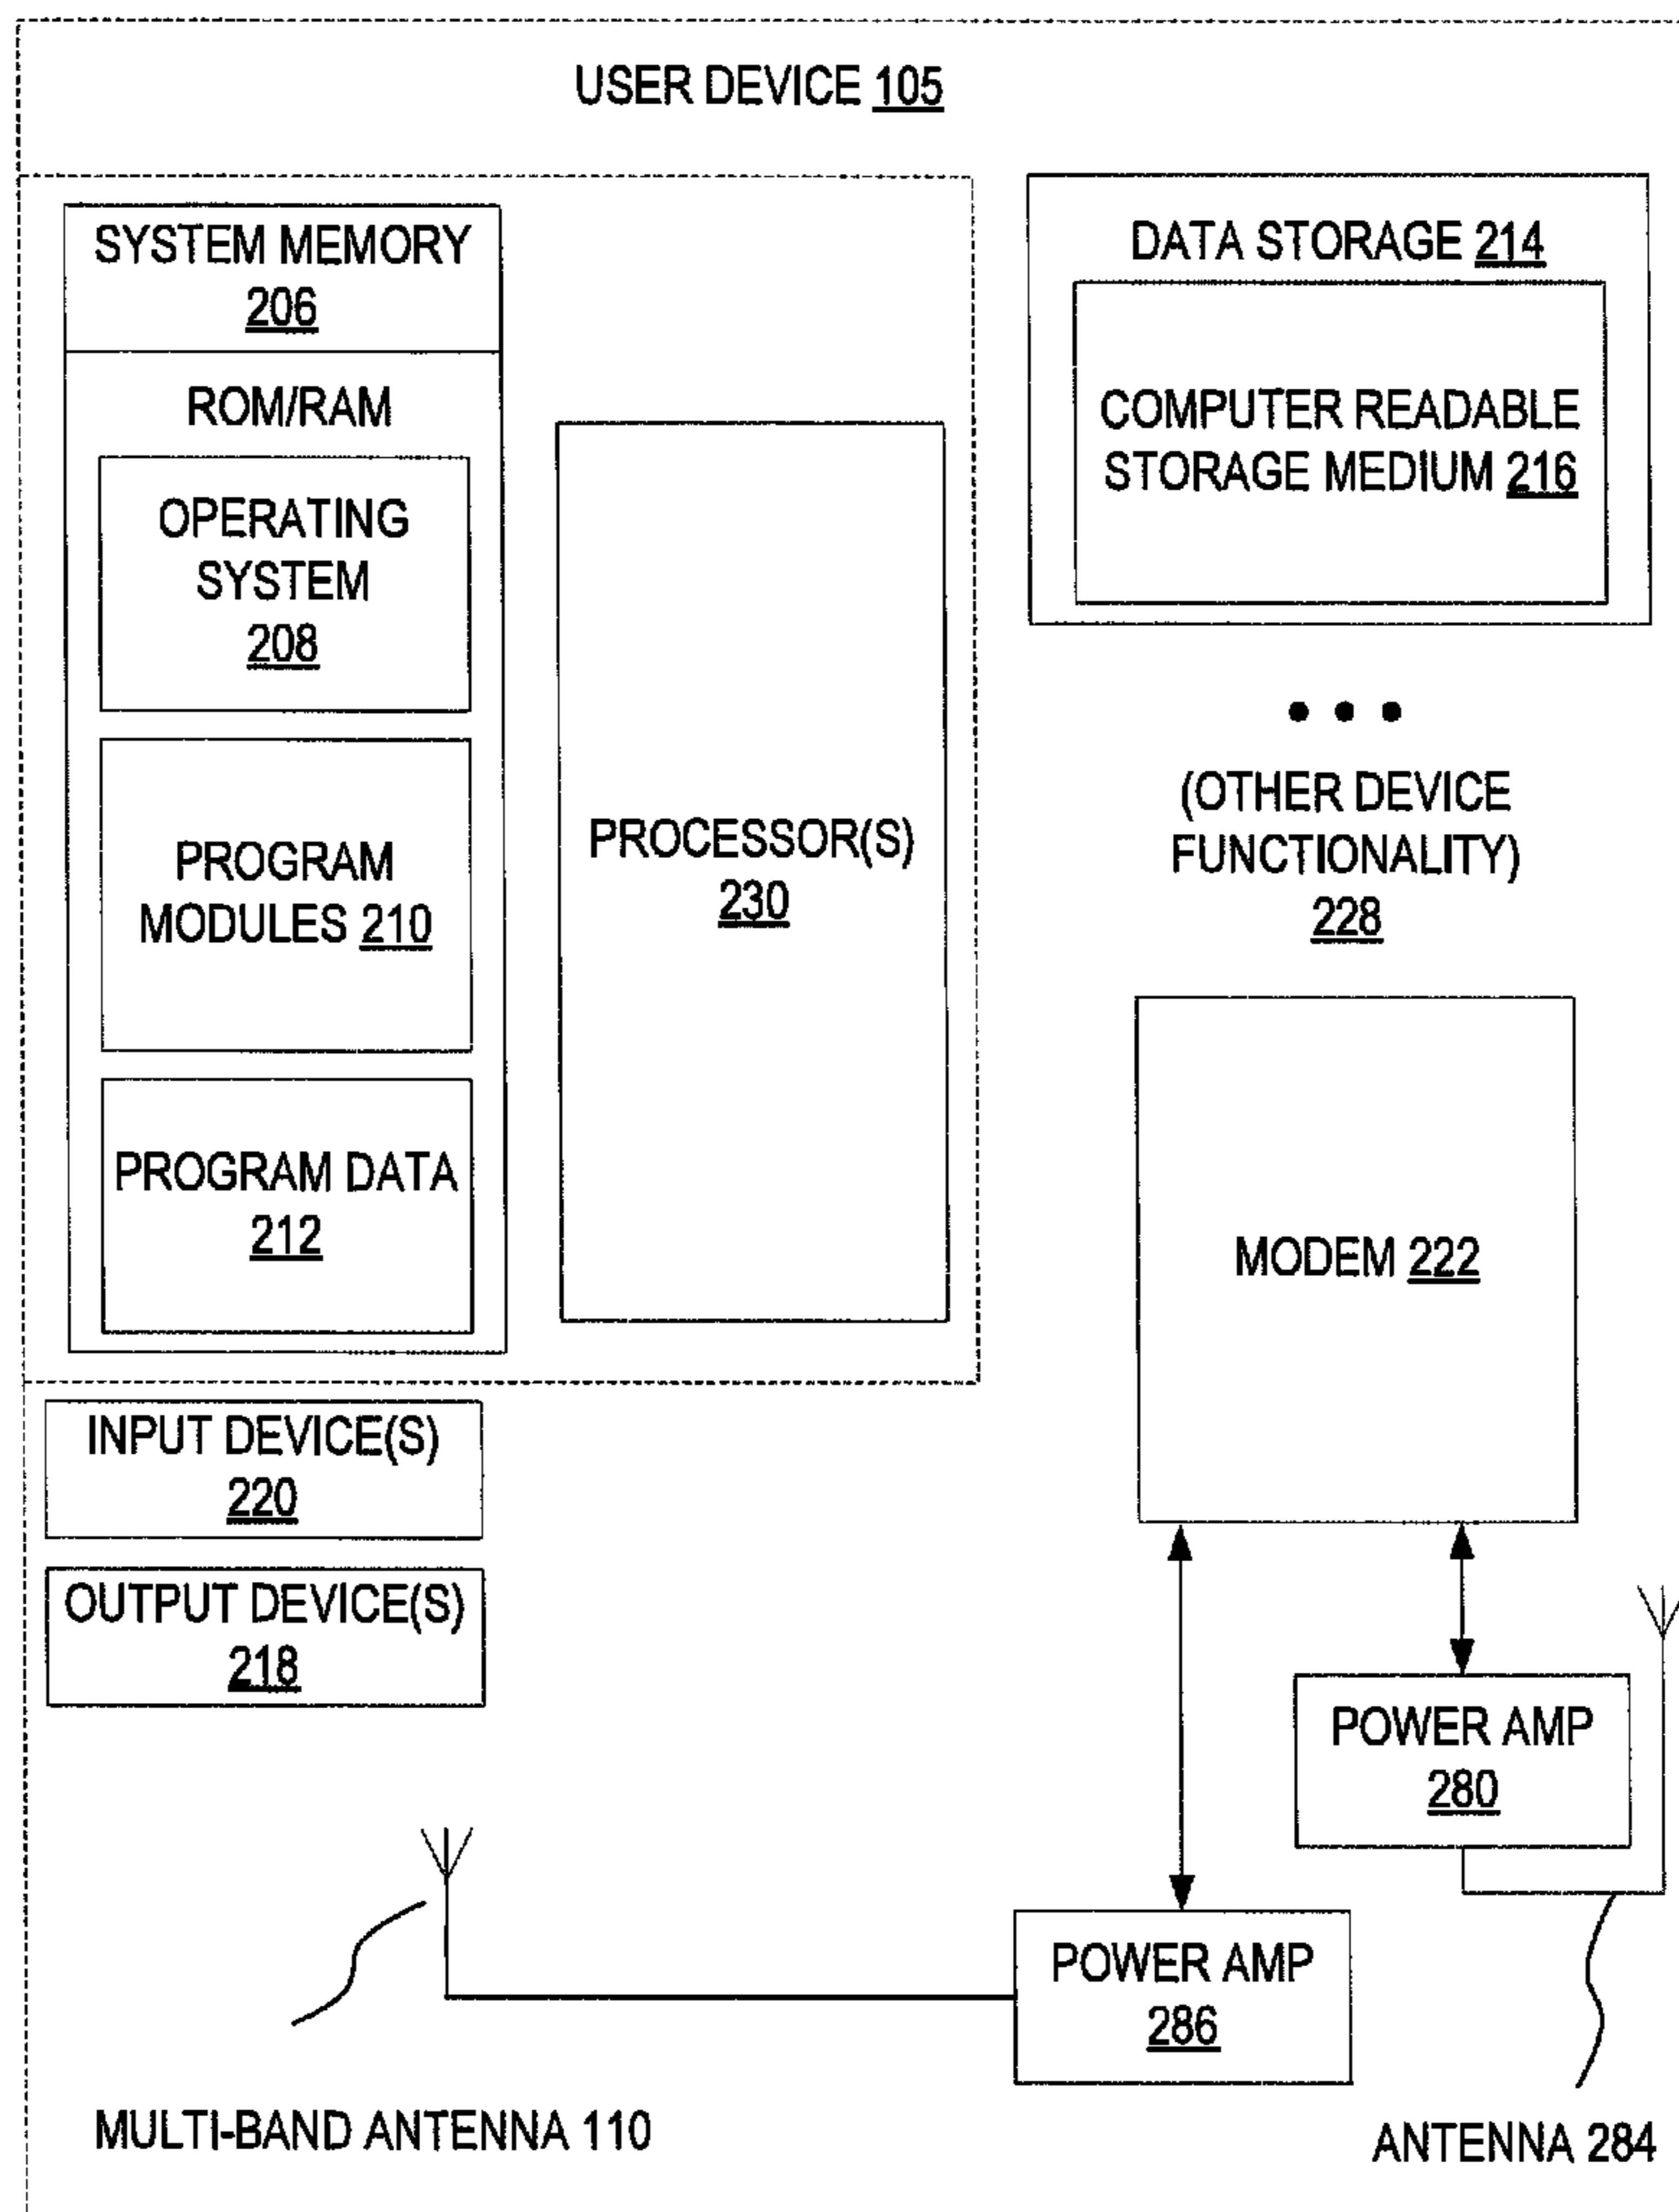 USER DEVICE 105
SYSTEM MEMORY
206
ROM/RAM
OPERATING
SYSTEM
208
PROGRAM
MODULES 210
PROGRAM DATA
212
PROCESSOR(S)
230
DATA STORAGE 214
COMPUTER READABLE
STORAGE MEDIUM 216
(OTHER DEVICE
FUNCTIONALITY)
228
MODEM 222
INPUT DEVICE(S)
220
OUTPUT DEVICE(S)
218
POWER AMP
280
POWER AMP
286
MULTI-BAND ANTENNA 110
ANTENNA 284